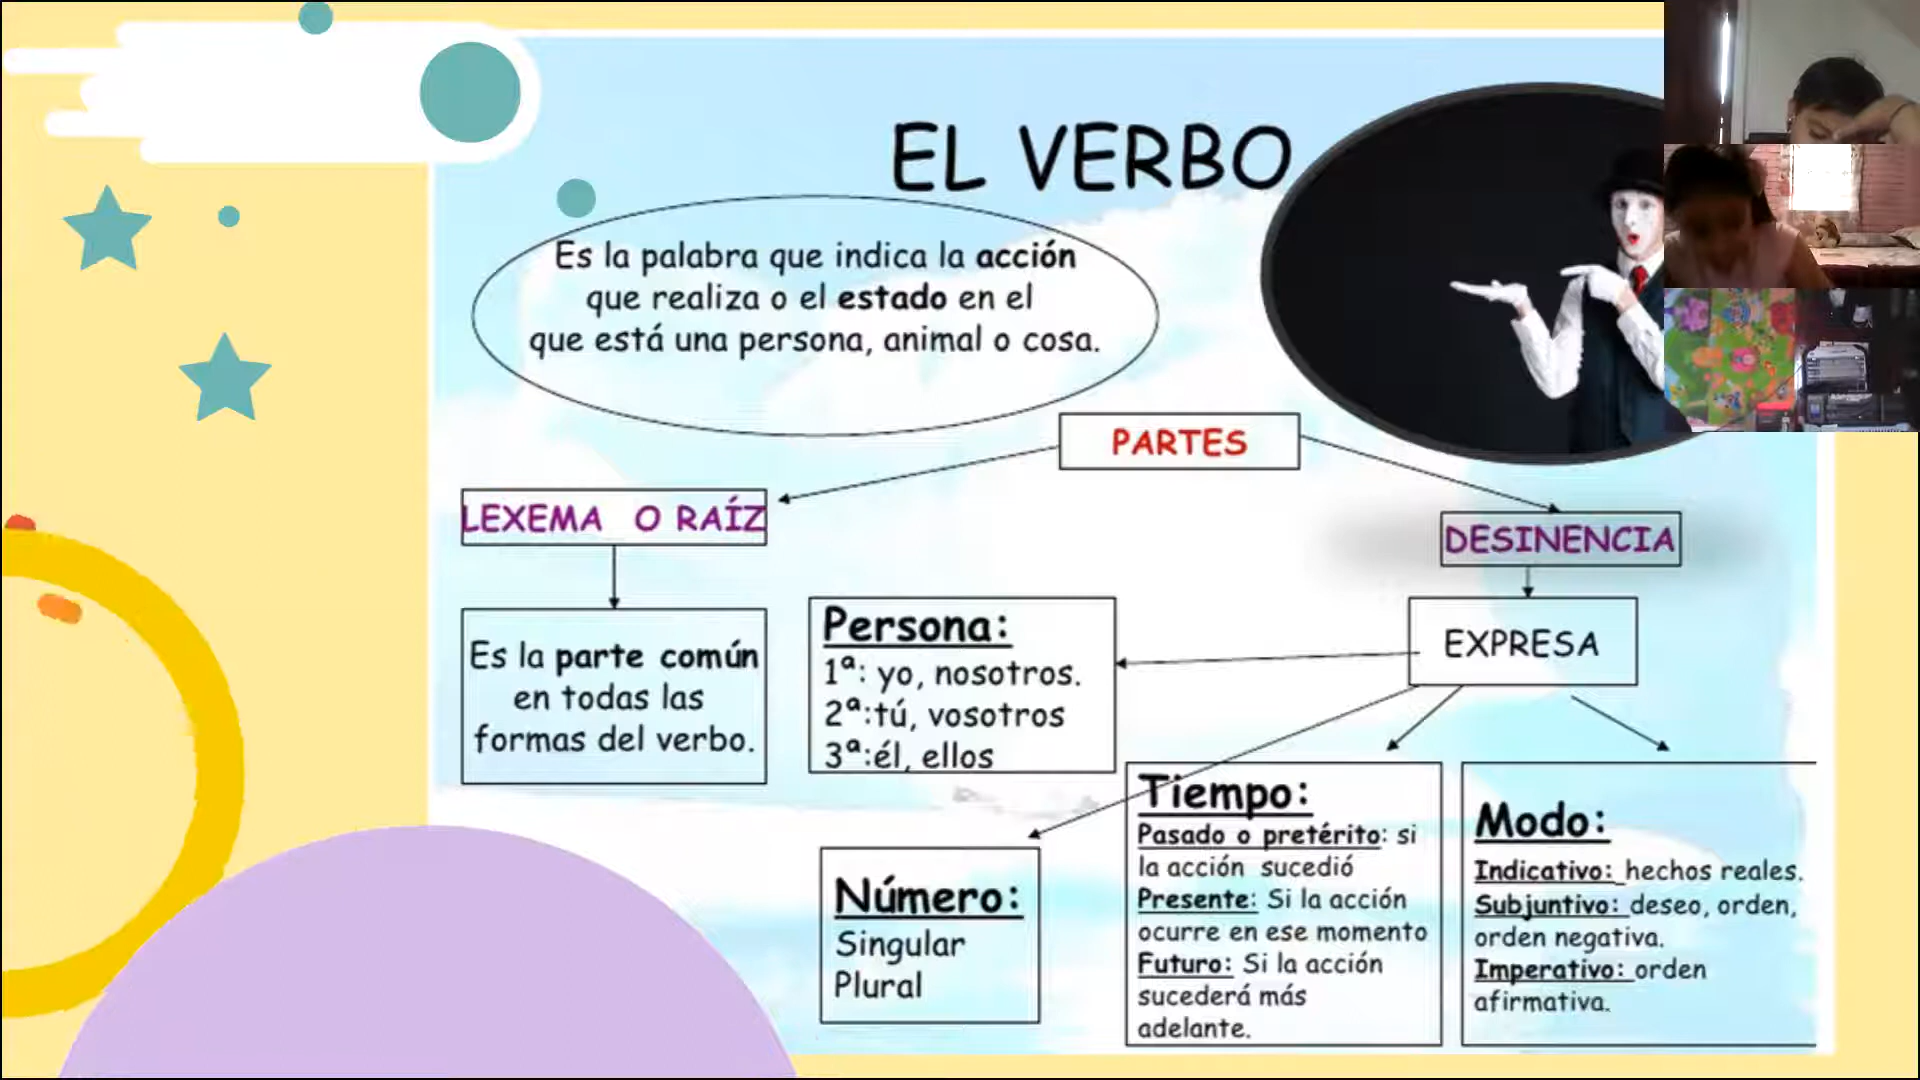 EL VERBO
Es la palabra que indica la acción
que realiza o el estado en el
que está una persona, animal o cosa.
PARTES
LEXEMA O RAÍZ
DESINENCIA
Es la parte común
en todas las
formas del verbo.
EXPRESA
Persona:
1ª: yo, nosotros.
2ª:tú, vosotros
3ª:él, ellos
Número:
Singular
Plural
Tiempo:
Pasado o pretérito: si
la acción sucedió
Presente: Si la acción
ocurre en ese momento
Futuro: Si la acción
sucederá más
adelante.
Modo:
Indicativo: hechos reales.
Subjuntivo: deseo, orden,
orden negativa.
Imperativo: orden
afirmativa.